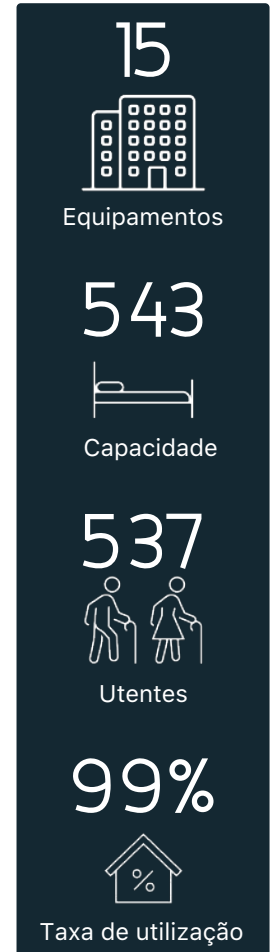 15
Equipamentos
543
Capacidade
537
Utentes
99%
%
Taxa de utilização